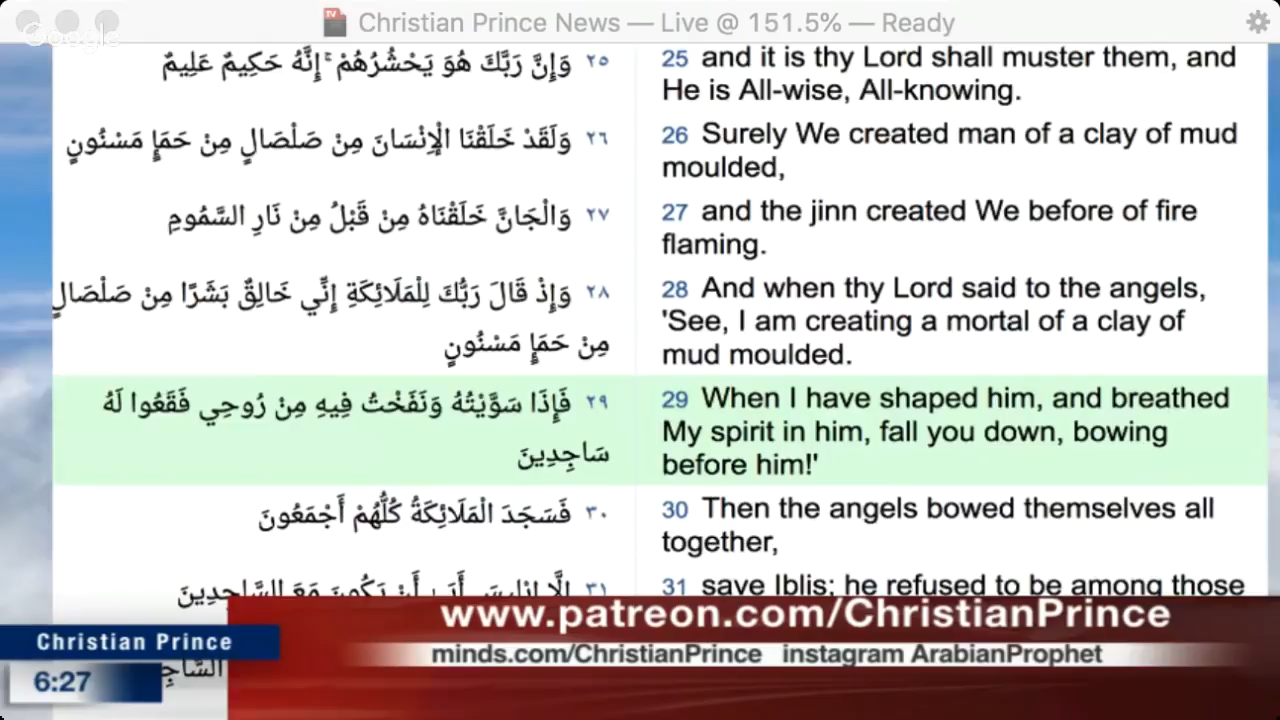 Christian Prince News — Live @ 151.5% — Ready
Google
وَإِنَّ رَبَّكَ هُوَ يَحْشُرُهُمْ ۚ إِنَّهُ حَكِيمٌ عَلِيمٌ ٢٥
25 and it is thy Lord shall muster them, and
He is All-wise, All-knowing.
وَلَقَدْ خَلَقْنَا الْإِنْسَانَ مِنْ صَلْصَالٍ مِنْ حَمَإٍ مَسْنُونٍ ٢٦
26 Surely We created man of a clay of mud
moulded,
وَالْجَانَّ خَلَقْنَاهُ مِنْ قَبْلُ مِنْ نَارِ السَّمُومِ ٢٧
27 and the jinn created We before of fire
flaming.
وَإِذْ قَالَ رَبُّكَ لِلْمَلَائِكَةِ إِنِّي خَالِقٌ بَشَرًا مِنْ صَلْصَالٍ ٢٨
مِنْ حَمَإٍ مَسْنُونٍ
28 And when thy Lord said to the angels,
'See, I am creating a mortal of a clay of
mud moulded.
فَإِذَا سَوَّيْتُهُ وَنَفَخْتُ فِيهِ مِنْ رُوحِي فَقَعُوا لَهُ ٢٩
سَاجِدِينَ
29 When I have shaped him, and breathed
My spirit in him, fall you down, bowing
before him!'
فَسَجَدَ الْمَلَائِكَةُ كُلُّهُمْ أَجْمَعُونَ ٣٠
30 Then the angels bowed themselves all
together,
إِلَّا إِبْلِيسَ أَبَىٰ أَنْ يَكُونَ مَعَ السَّاجِدِينَ ٣١
31 save Iblis; he refused to be among those
www.patreon.com/ChristianPrince
Christian Prince
minds.com/ChristianPrince instagram ArabianProphet
6:27